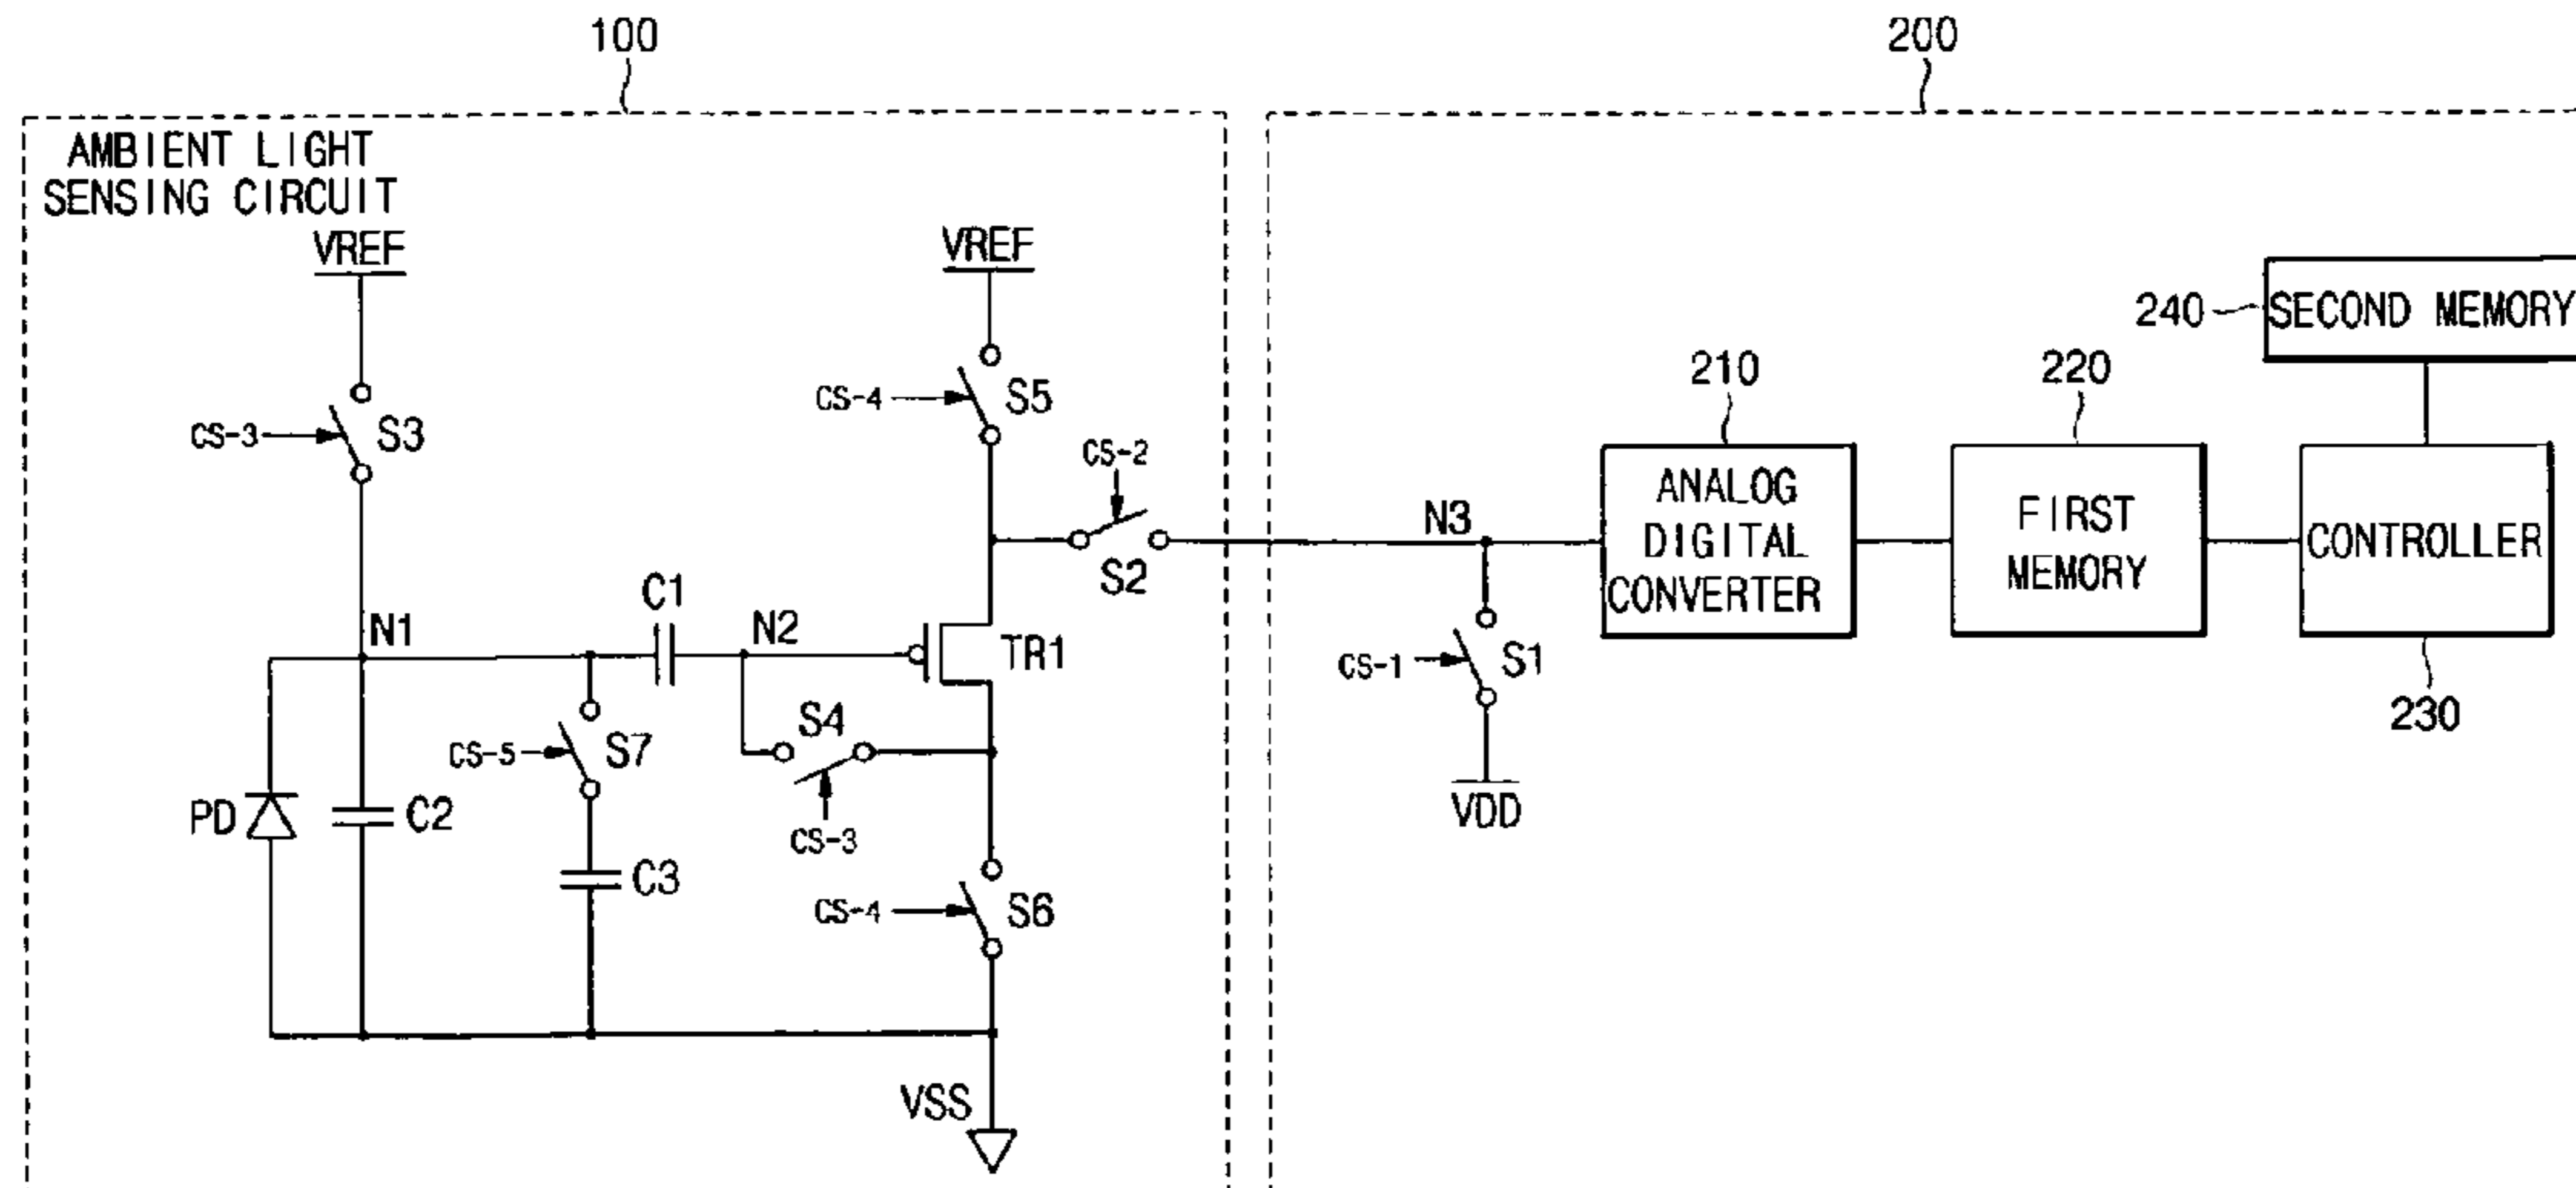 100
200
AMBIENT LIGHT
SENSING CIRCUIT
VREF
VREF
240
SECOND MEMORY
CS-3
S3
CS-4
S5
CS-2
S2
210
220
N3
ANALOG
DIGITAL
CONVERTER
FIRST
MEMORY
CONTROLLER
230
N1
C1
N2
TR1
CS-1
S1
VDD
S4
CS-3
CS-5
S7
PD
C2
C3
CS-4
S6
VSS